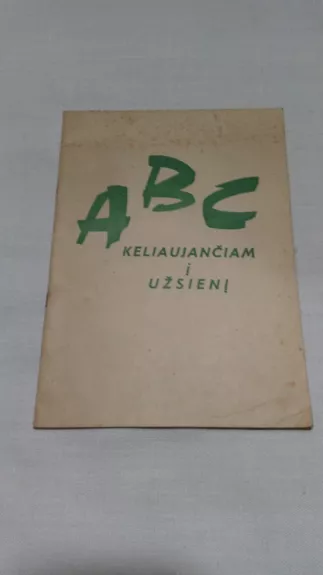 ABC
KELIAUJANČIAM
Į
UŽSIENĮ